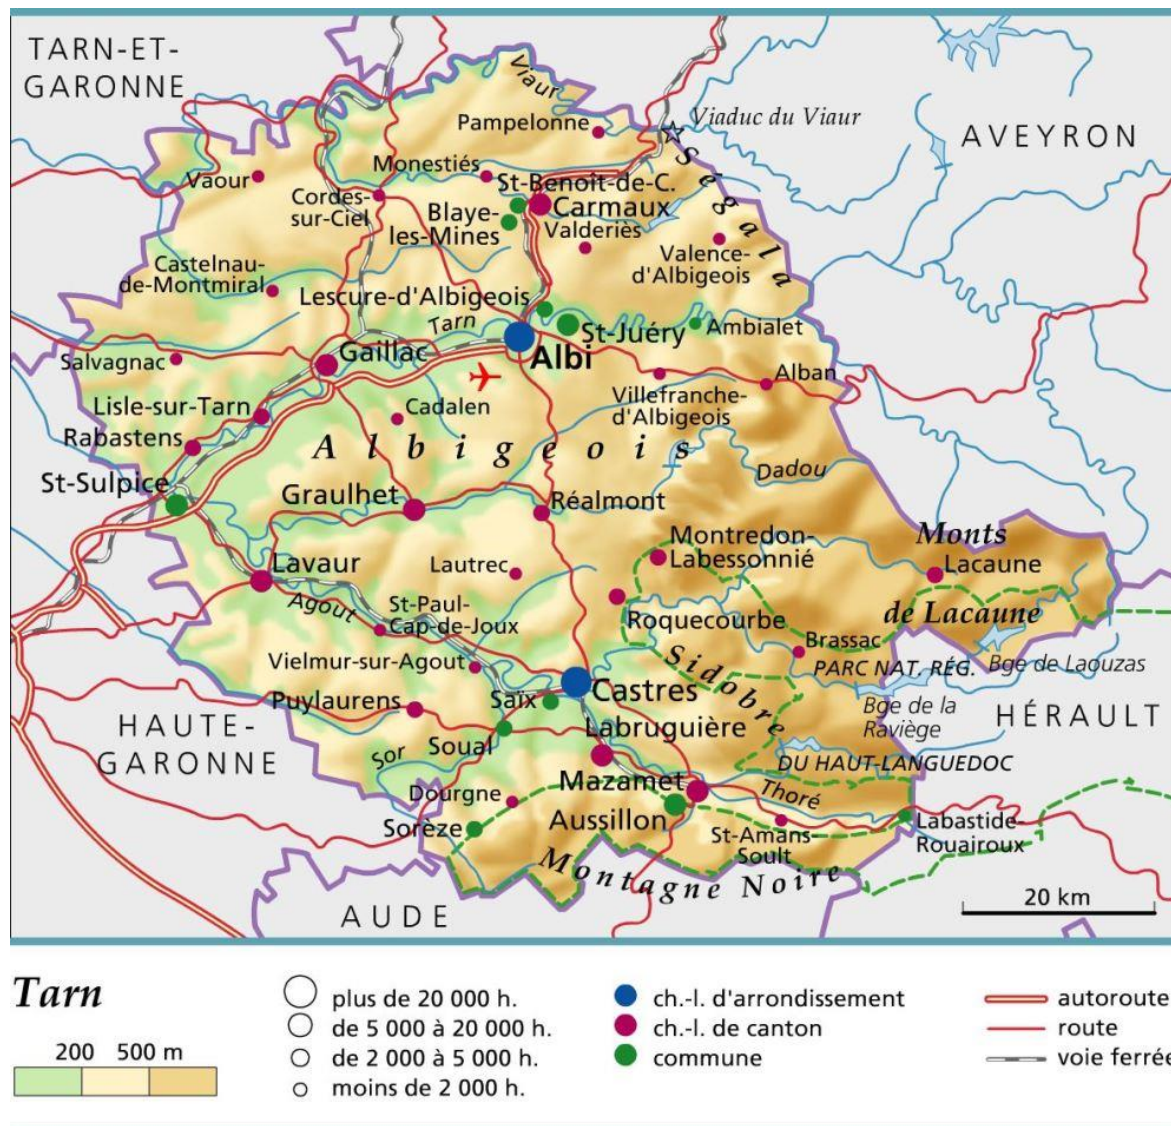 TARN-ET-
GARONNE
Viaur
Pampelonne
Viaduc du Viaur
AVEYRON
Ségala
Monestiés
Vaour
St-Benoît-de-C.
Cordes-
sur-Ciel
Carmaux
Blaye-
les-Mines
Valderiès
Valence-
d'Albigeois
Castelnau-
de-Montmiral
Lescure-d'Albigeois
Tarn
St-Juéry
Ambialet
Salvagnac
Gaillac
Albi
Alban
Villefranche-
d'Albigeois
Lisle-sur-Tarn
Cadalen
Rabastens
Albigeois
Dadou
St-Sulpice
Graulhet
Réalmont
Montredon-
Labessonnié
Monts
Lacaune
de Lacaune
Lavaur
Lautrec
Agout
St-Paul-
Cap-de-Joux
Roquecourbe
Brassac
Vielmur-sur-Agout
Sidobre
PARC NAT. RÉG.
Bge de Laouzas
Castres
Saïx
Puylaurens
Bge de la
Raviège
HÉRAULT
HAUTE-
GARONNE
Labruguière
Soual
Sor
DU HAUT-LANGUEDOC
Mazamet
Thoré
Dourgne
Sorèze
Aussillon
St-Amans-
Soult
Labastide-
Rouairoux
Montagne Noire
AUDE
20 km
Tarn
200 500 m
plus de 20 000 h.
de 5 000 à 20 000 h.
de 2 000 à 5 000 h.
moins de 2 000 h.
ch.-l. d'arrondissement
ch.-l. de canton
commune
autoroute
route
voie ferrée